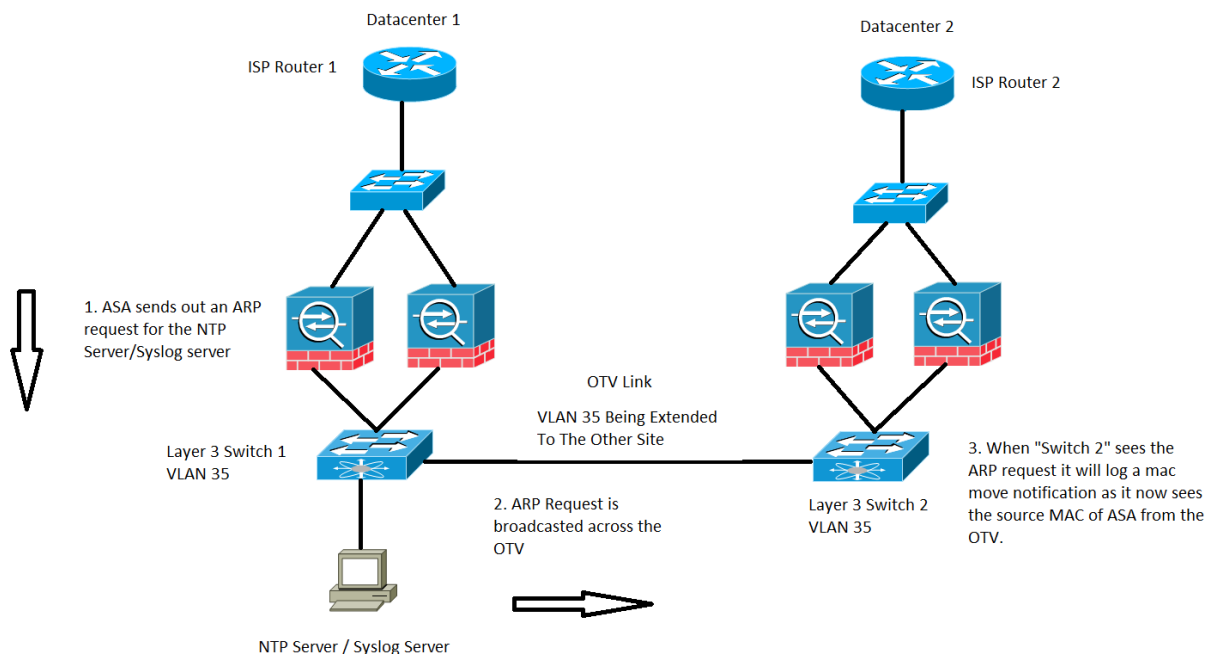 Datacenter 1
Datacenter 2
ISP Router 1
ISP Router 2
1. ASA sends out an ARP
request for the NTP
Server/Syslog server
OTV Link
VLAN 35 Being Extended
To The Other Site
Layer 3 Switch 1
VLAN 35
2. ARP Request is
broadcasted across the
OTV
Layer 3 Switch 2
VLAN 35
3. When "Switch 2" sees the
ARP request it will log a mac
move notification as it now sees
the source MAC of ASA from the
OTV.
NTP Server / Syslog Server